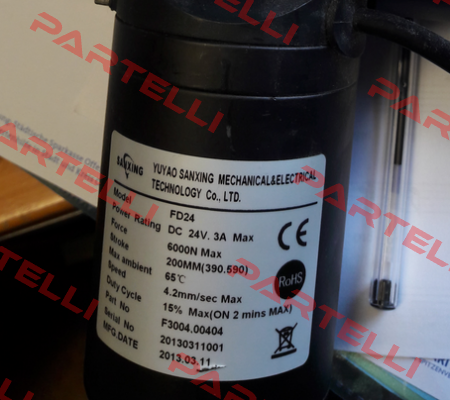 PARTELLI
PARTELLI
PARTELLI
PARTELLI
PARTELLI
SANXING
YUYAO SANXING MECHANICAL&ELECTRICAL
TECHNOLOGY Co., LTD.
Model FD24
Power Rating DC 24V. 3A Max
Force 6000N Max
Stroke 200MM(390.590)
Max ambient 65℃
Speed 4.2mm/sec Max
Duty Cycle 15% Max(ON 2 mins MAX)
Part No F3004.00404
Serial No 20130311001
MFG.DATE 2013.03.11
CE
RoHS